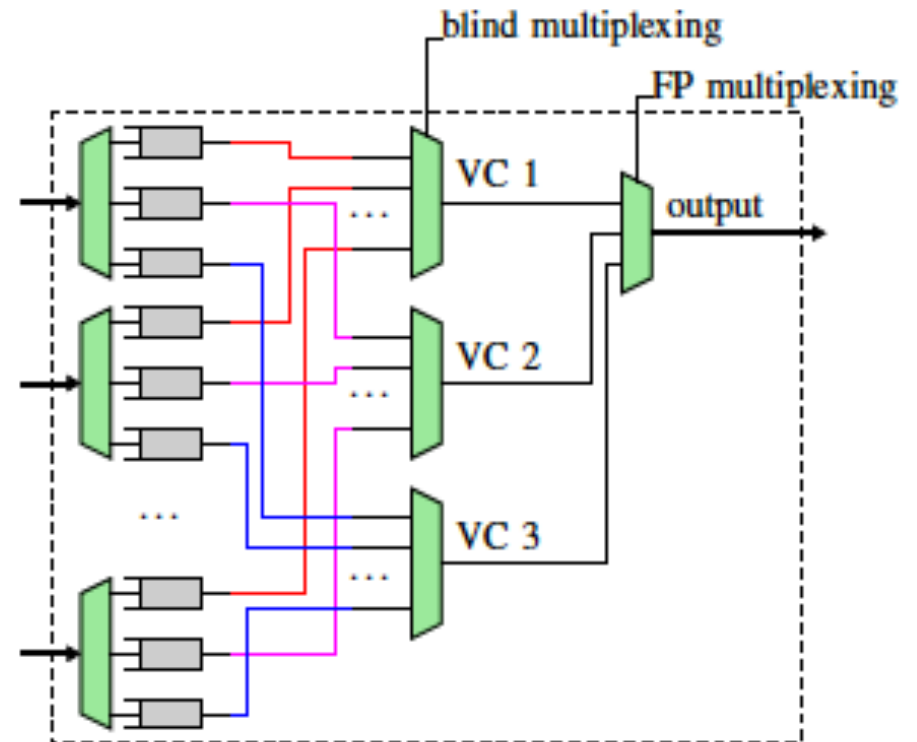 blind multiplexing
FP multiplexing
VC 1
output
...
VC 2
...
...
VC 3
...